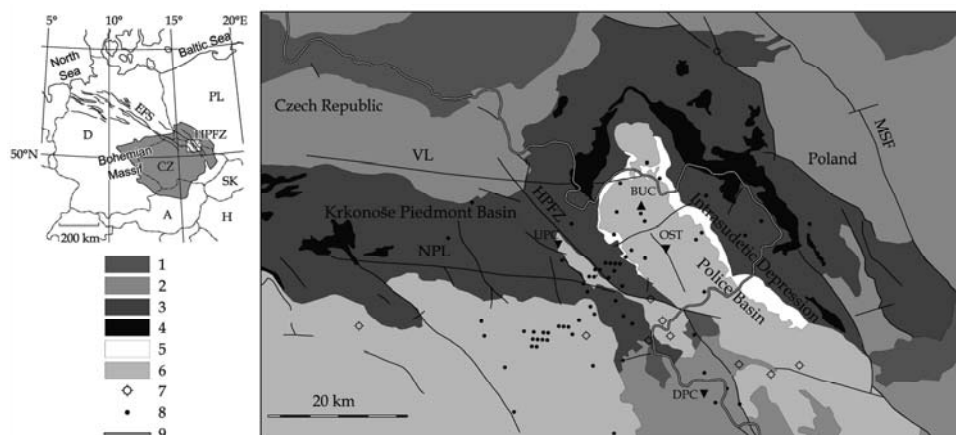 5° 10° 15° 20°E
North
Sea
Baltic Sea
PL
EFS
D
HPFZ
50°N
Bohemian
Massif
CZ
SK
A
H
200 km
1
2
3
4
5
6
7
8
9
Czech Republic
Poland
MSF
VL
HPFZ
BUC
Krkonoše Piedmont Basin
UPC
OST
Intrasudetic Depression
NPL
Police Basin
20 km
DPC